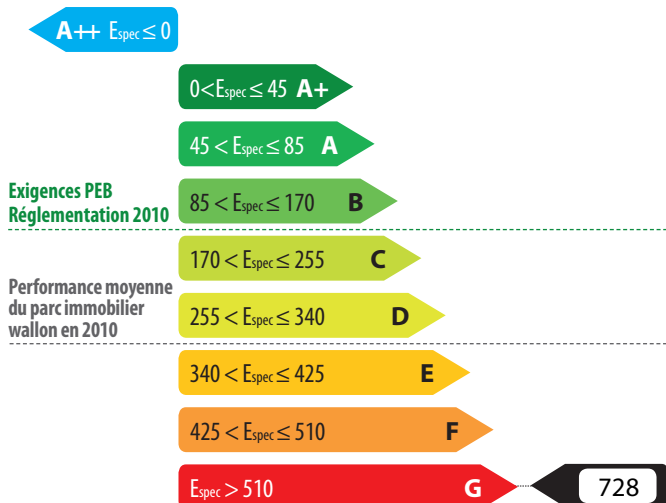 A++ Espec ≤ 0
0<Espec ≤ 45 A+
45 < Espec ≤ 85 A
Exigences PEB
Réglementation 2010
85 < Espec ≤ 170 B
170 < Espec ≤ 255 C
Performance moyenne
du parc immobilier
wallon en 2010
255 < Espec ≤ 340 D
340 < Espec ≤ 425 E
425 < Espec ≤ 510 F
Espec > 510 G 728